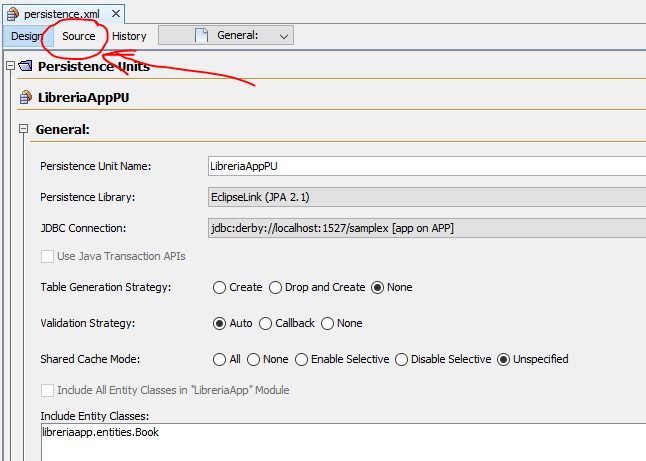 persistence.xml
Design Source History General:
Persistence Units
LibreriaAppPU
General:
Persistence Unit Name: LibreriaAppPU
Persistence Library: EclipseLink (JPA 2.1)
JDBC Connection: jdbc:derby://localhost:1527/samplex [app on APP]
Use Java Transaction APIs
Table Generation Strategy: Create Drop and Create None
Validation Strategy: Auto Callback None
Shared Cache Mode: All None Enable Selective Disable Selective Unspecified
Include All Entity Classes in "LibreriaApp" Module
Include Entity Classes:
libreriaapp.entities.Book